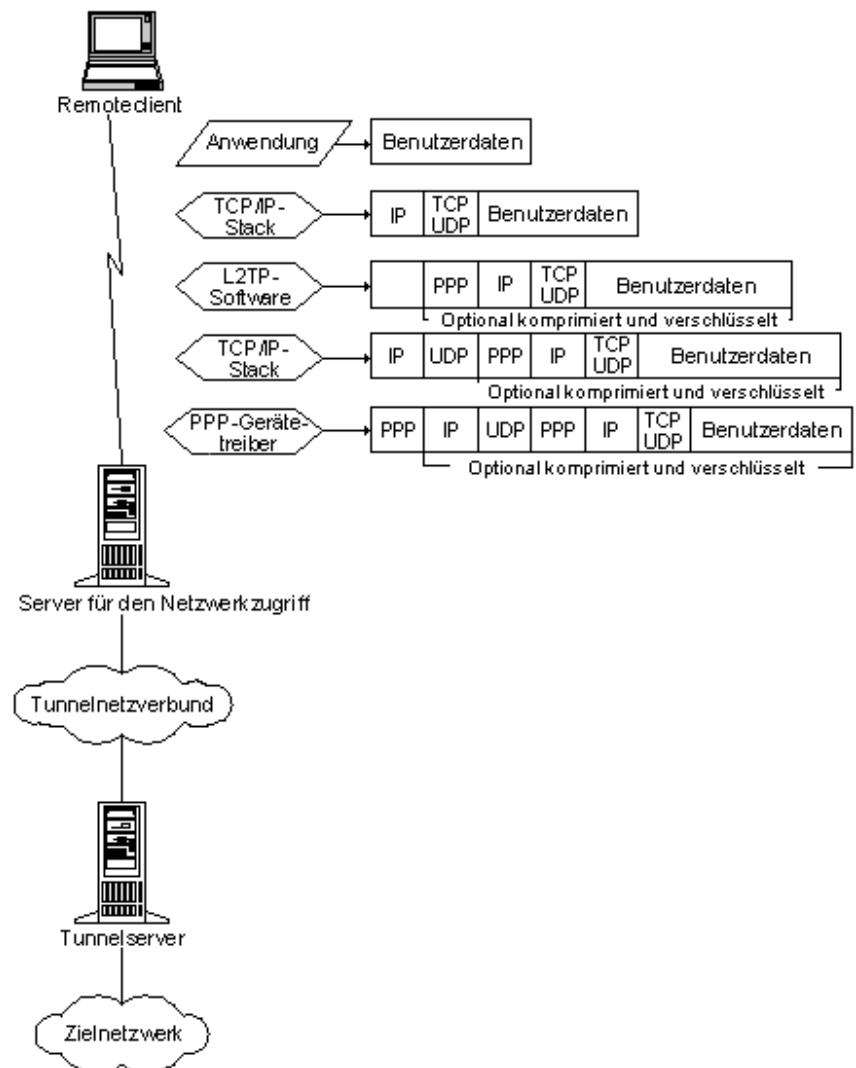 Remoteclient
Anwendung
Benutzerdaten
TCP/IP-
Stack
IP
TCP
UDP
Benutzerdaten
L2TP-
Software
PPP
IP
TCP
UDP
Benutzerdaten
Optional komprimiert und verschlüsselt
TCP/IP-
Stack
IP
UDP
PPP
IP
TCP
UDP
Benutzerdaten
Optional komprimiert und verschlüsselt
PPP-Geräte-
treiber
PPP
IP
UDP
PPP
IP
TCP
UDP
Benutzerdaten
Optional komprimiert und verschlüsselt
Server für den Netzwerkzugriff
Tunnelnetzverbund
Tunnelserver
Zielnetzwerk